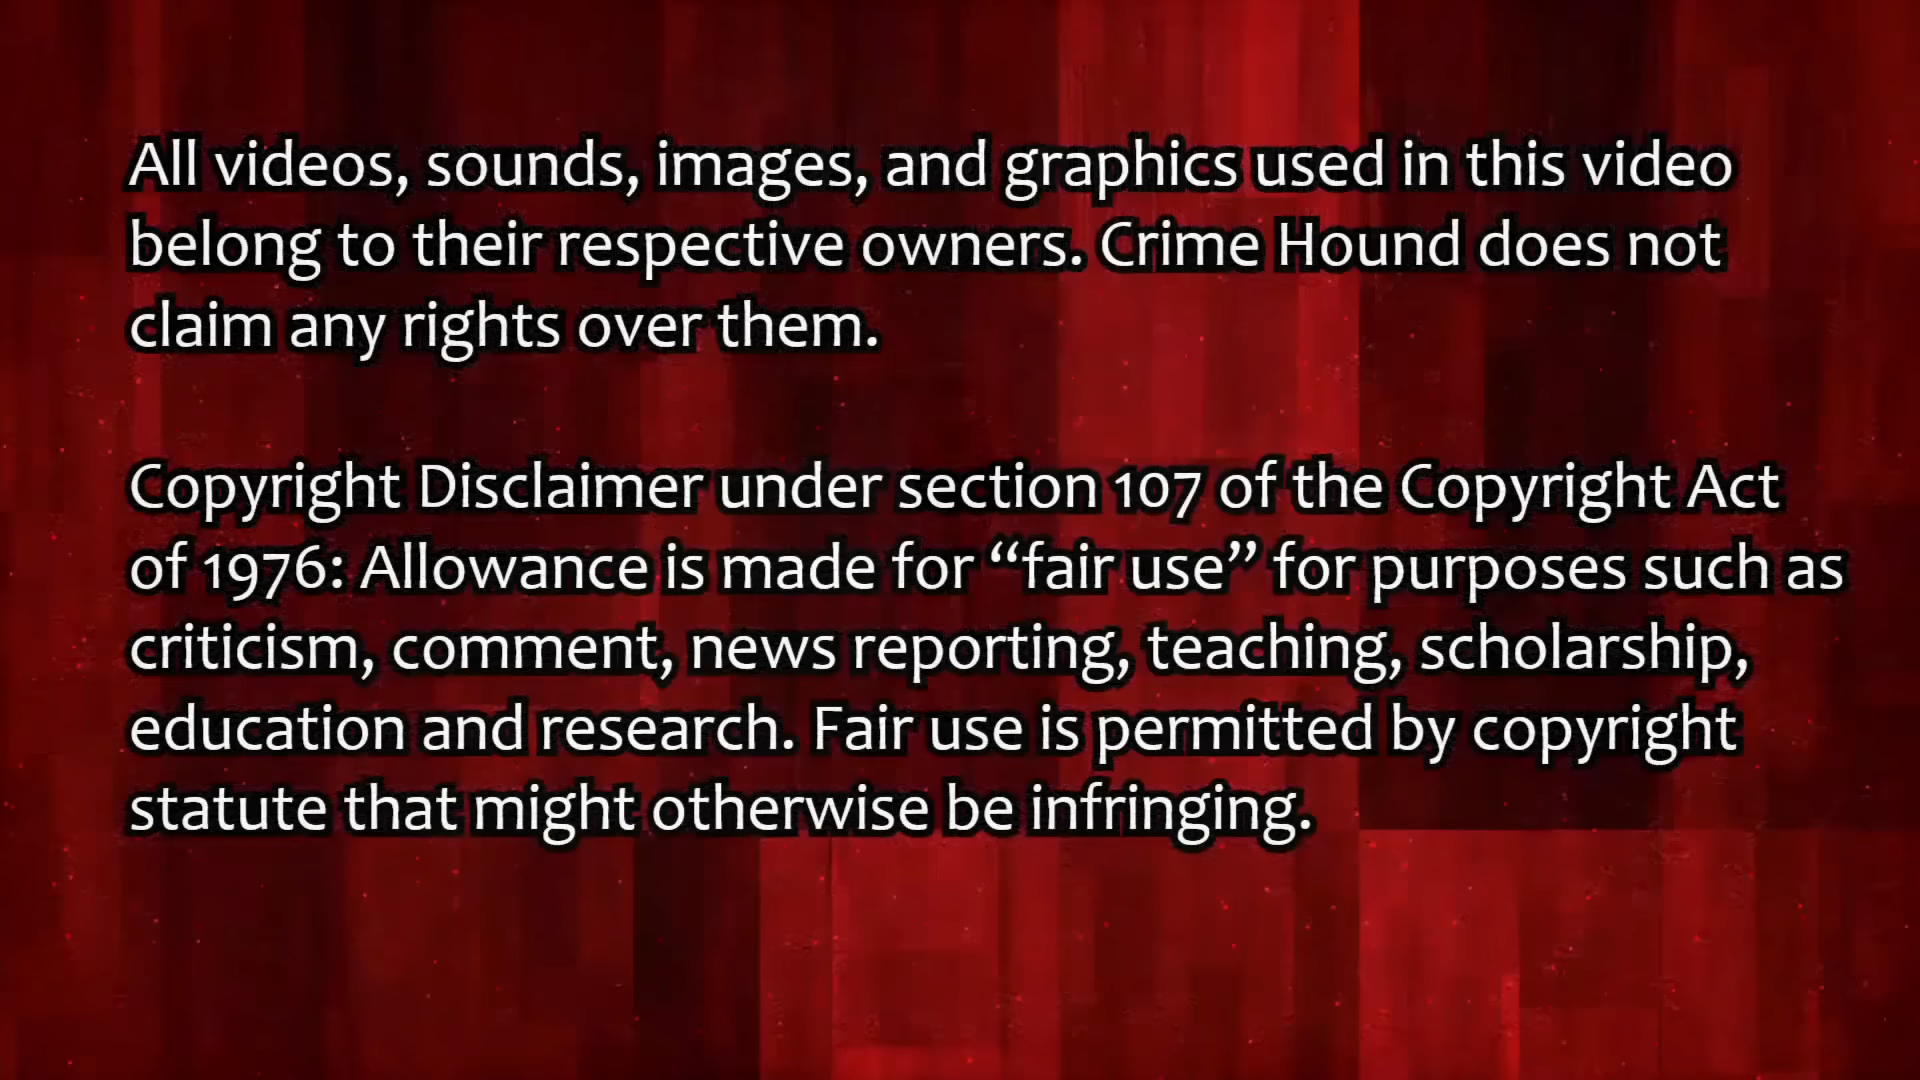 All videos, sounds, images, and graphics used in this video
belong to their respective owners. Crime Hound does not
claim any rights over them.
Copyright Disclaimer under section 107 of the Copyright Act
of 1976: Allowance is made for “fair use” for purposes such as
criticism, comment, news reporting, teaching, scholarship,
education and research. Fair use is permitted by copyright
statute that might otherwise be infringing.